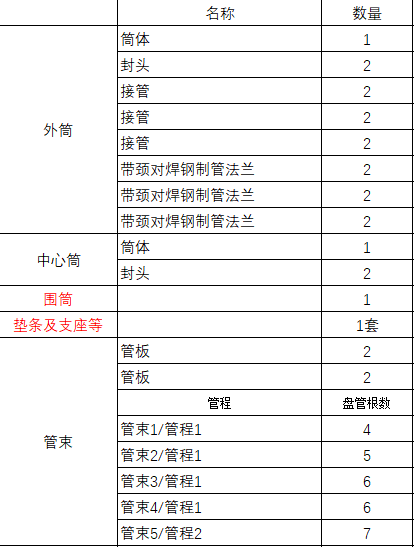 名称 数量
外筒
筒体 1
封头 2
接管 2
接管 2
接管 2
带颈对焊钢制管法兰 2
带颈对焊钢制管法兰 2
带颈对焊钢制管法兰 2
中心筒
筒体 1
封头 2
围筒 1
垫条及支座等 1套
管束
管板 2
管板 2
管程 盘管根数
管束1/管程1 4
管束2/管程1 5
管束3/管程1 6
管束4/管程1 6
管束5/管程2 7